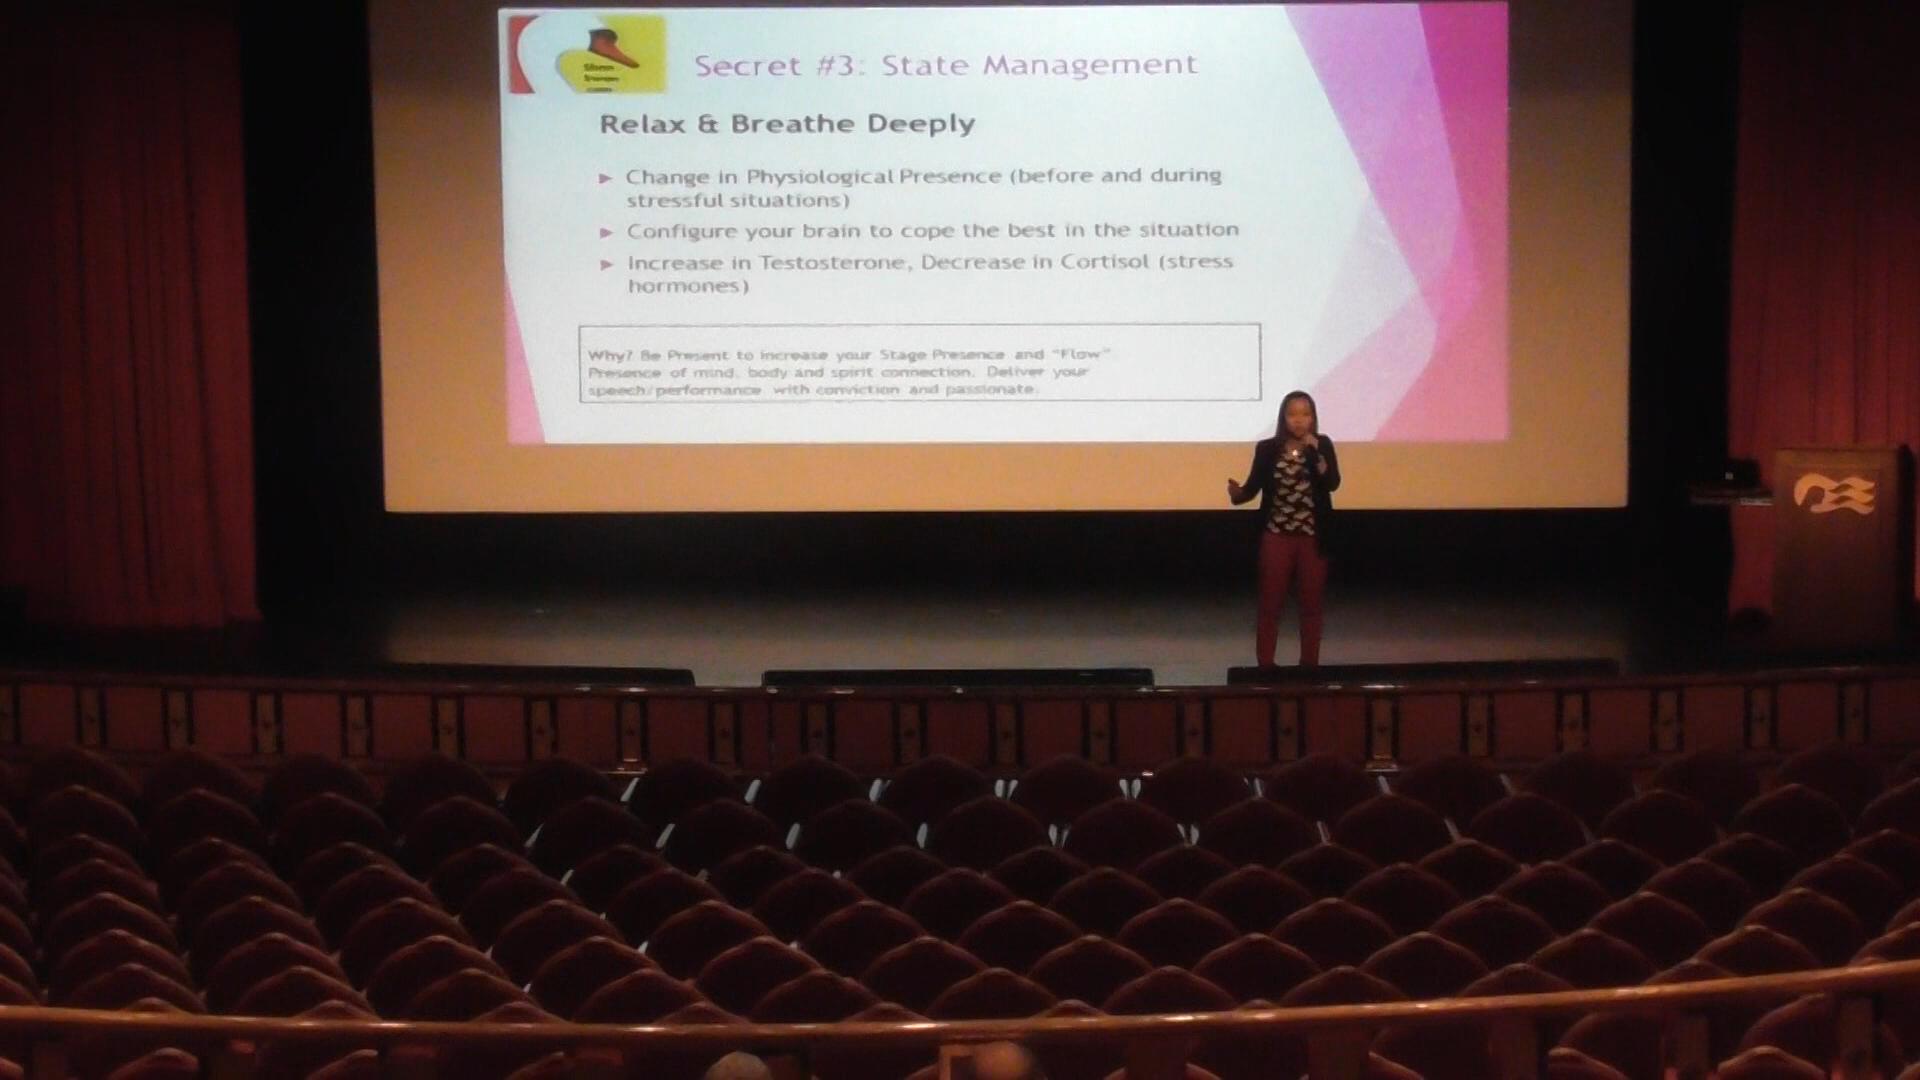 Secret #3: State Management
Relax & Breathe Deeply
Change in Physiological Presence (before and during
stressful situations)
Configure your brain to cope the best in the situation
Increase in Testosterone, Decrease in Cortisol (stress
hormones)
Why? Be Present to increase your Stage Presence and "Flow"
Presence of mind, body and spirit connection. Deliver your
speech/performance with conviction and passionate.